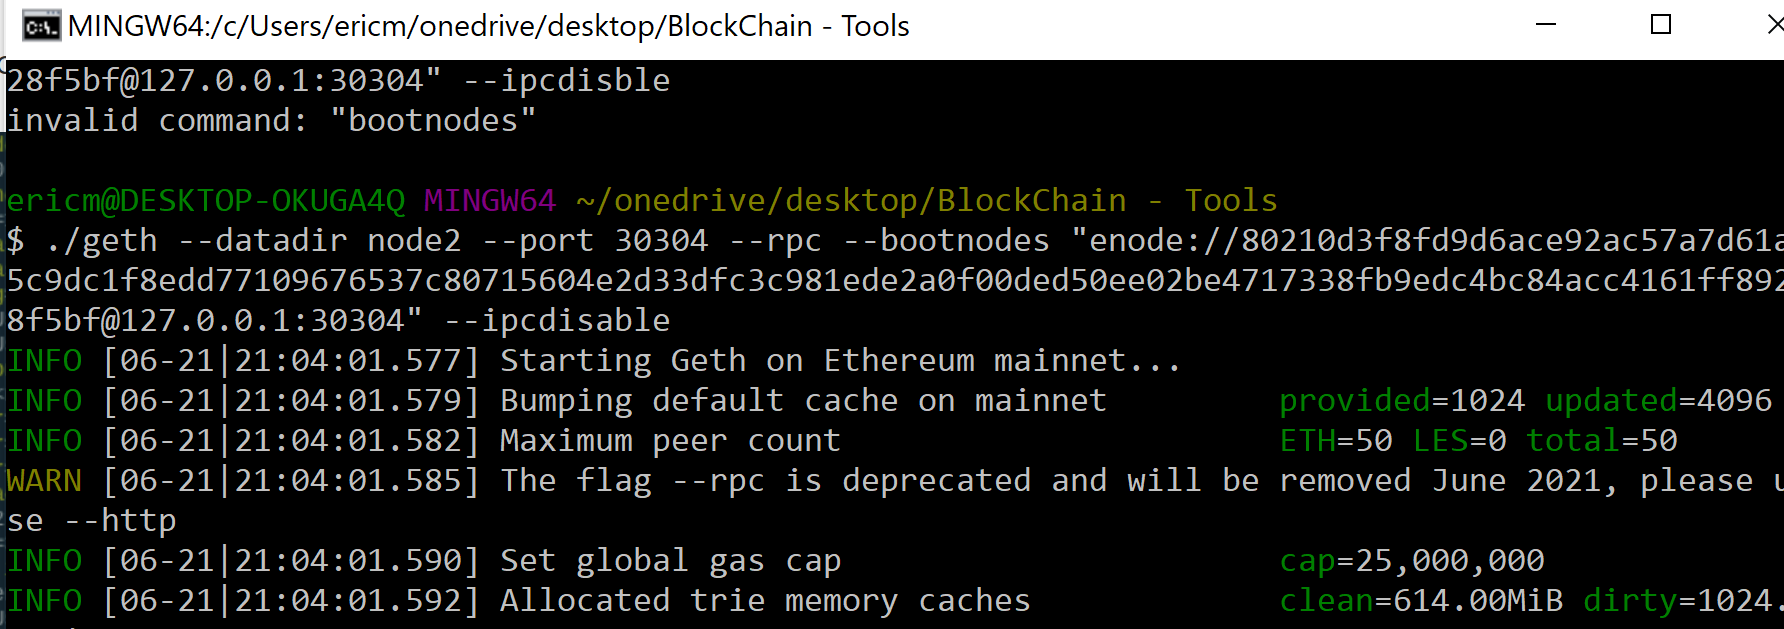 MINGW64:/c/Users/ericm/onedrive/desktop/BlockChain - Tools
28f5bf@127.0.0.1:30304" --ipcdisble
invalid command: "bootnodes"
ericm@DESKTOP-OKUGA4Q MINGW64 ~/onedrive/desktop/BlockChain - Tools
$ ./geth --datadir node2 --port 30304 --rpc --bootnodes "enode://80210d3f8fd9d6ace92ac57a7d61a
5c9dc1f8edd77109676537c80715604e2d33dfc3c981ede2a0f00ded50ee02be4717338fb9edc4bc84acc4161ff892
8f5bf@127.0.0.1:30304" --ipcdisable
INFO [06-21|21:04:01.577] Starting Geth on Ethereum mainnet...
INFO [06-21|21:04:01.579] Bumping default cache on mainnet provided=1024 updated=4096
INFO [06-21|21:04:01.582] Maximum peer count ETH=50 LES=0 total=50
WARN [06-21|21:04:01.585] The flag --rpc is deprecated and will be removed June 2021, please u
se --http
INFO [06-21|21:04:01.590] Set global gas cap cap=25,000,000
INFO [06-21|21:04:01.592] Allocated trie memory caches clean=614.00MiB dirty=1024.